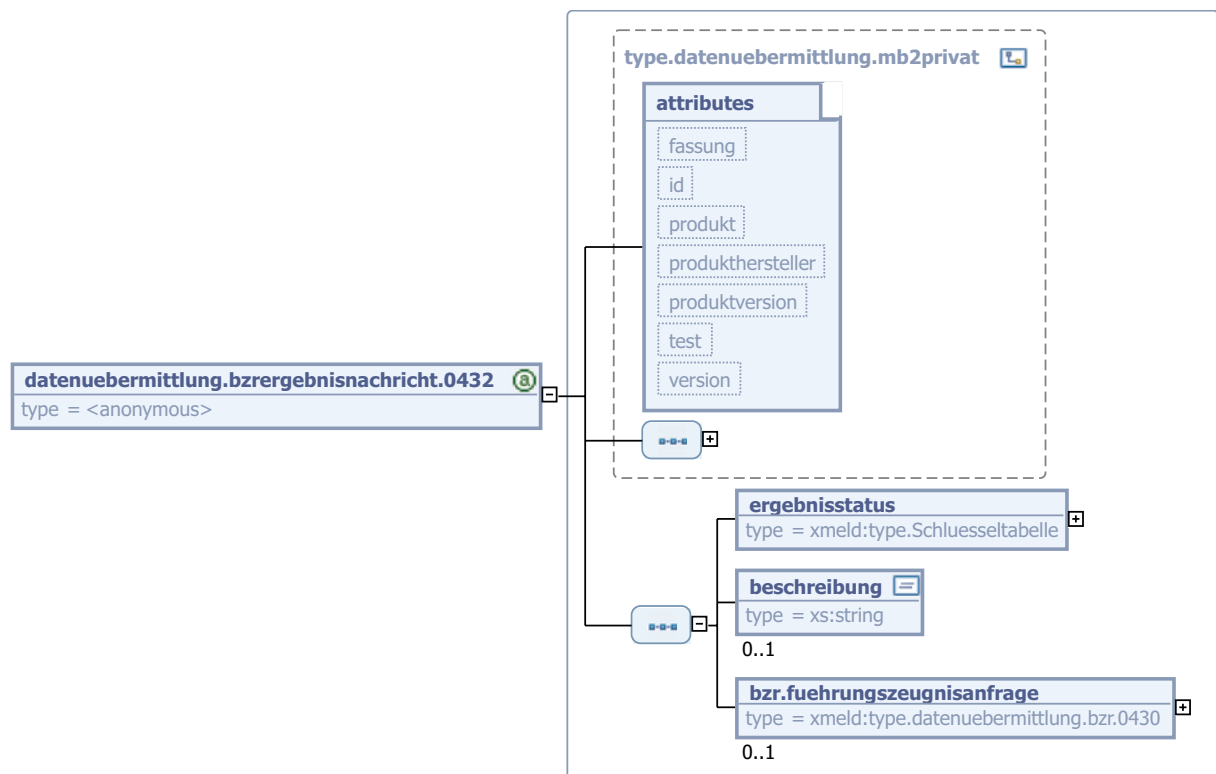 type.datenuebermittlung.mb2privat
attributes
fassung
id
produkt
produkthersteller
produktversion
test
version
datenuebermittlung.bzrergebnisnachricht.0432
type = <anonymous>
ergebnisstatus
type = xmeld:type.Schluesseltabelle
beschreibung
type = xs:string
0..1
bzr.fuehrungszeugnisanfrage
type = xmeld:type.datenuebermittlung.bzr.0430
0..1